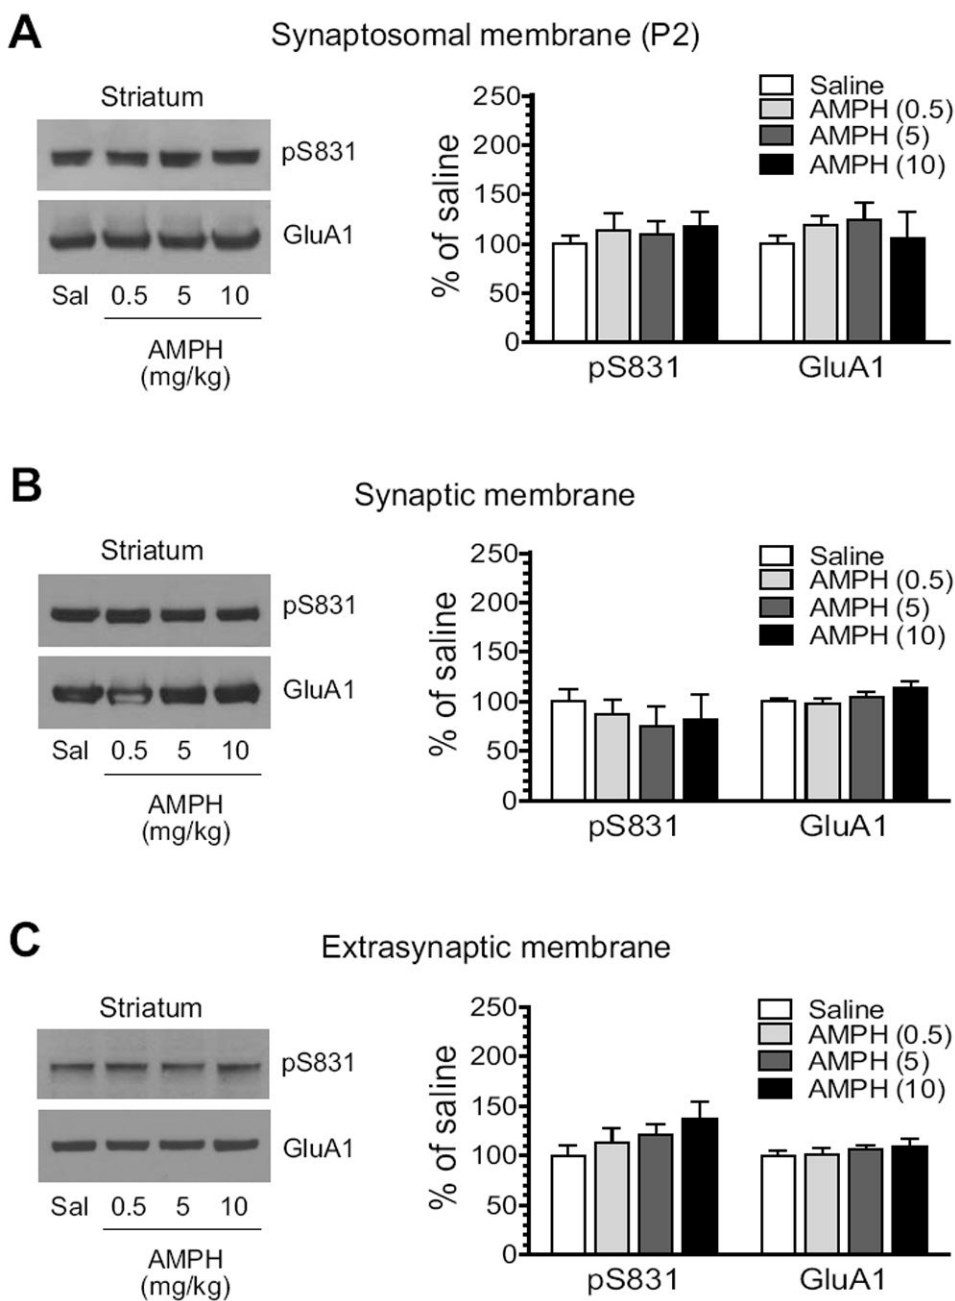 A
Synaptosomal membrane (P2)
Striatum
pS831
GluA1
Sal 0.5 5 10
AMPH
(mg/kg)
% of saline
250
200
150
100
50
0
Saline
AMPH (0.5)
AMPH (5)
AMPH (10)
pS831 GluA1
B
Synaptic membrane
Striatum
pS831
GluA1
Sal 0.5 5 10
AMPH
(mg/kg)
% of saline
250
200
150
100
50
0
Saline
AMPH (0.5)
AMPH (5)
AMPH (10)
pS831 GluA1
C
Extrasynaptic membrane
Striatum
pS831
GluA1
Sal 0.5 5 10
AMPH
(mg/kg)
% of saline
250
200
150
100
50
0
Saline
AMPH (0.5)
AMPH (5)
AMPH (10)
pS831 GluA1